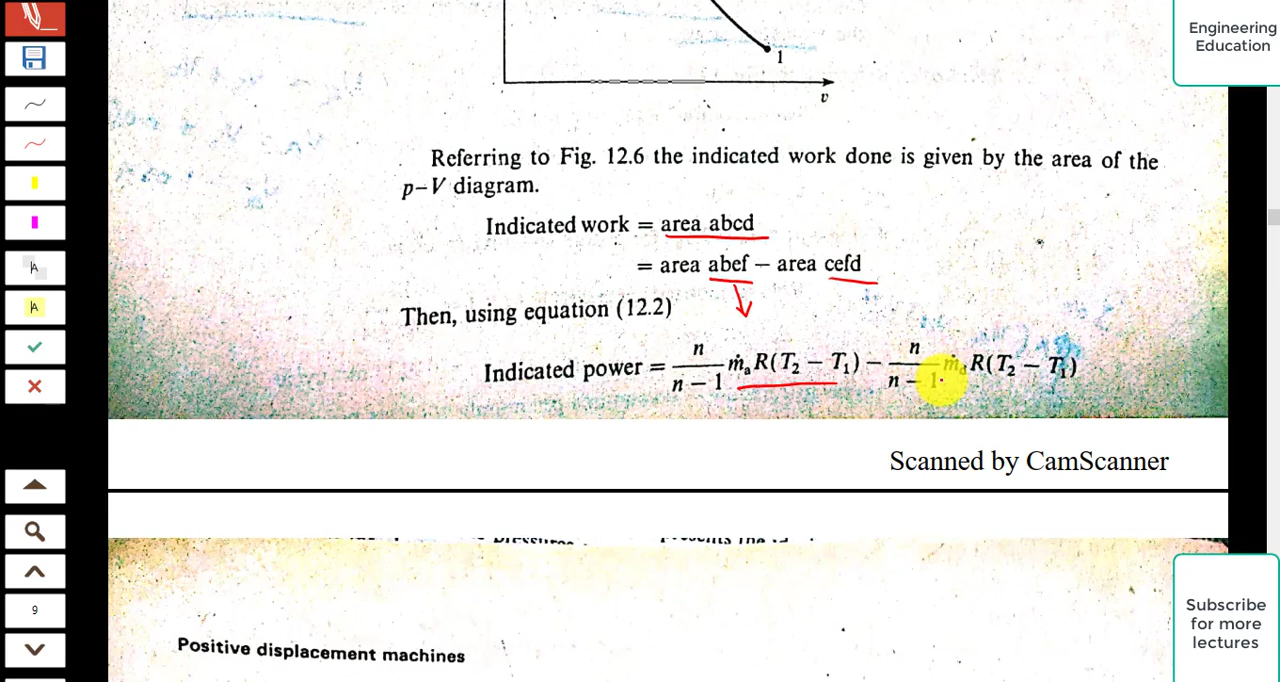 Engineering
Education
1
v
Referring to Fig. 12.6 the indicated work done is given by the area of the
p–V diagram.
Indicated work = area abcd
= area abef – area cefd
Then, using equation (12.2)
Indicated power = n/(n – 1) ṁₐR(T₂ – T₁) – n/(n – 1) ṁ_dR(T₂ – T₁)
Scanned by CamScanner
9
Positive displacement machines
Subscribe
for more
lectures